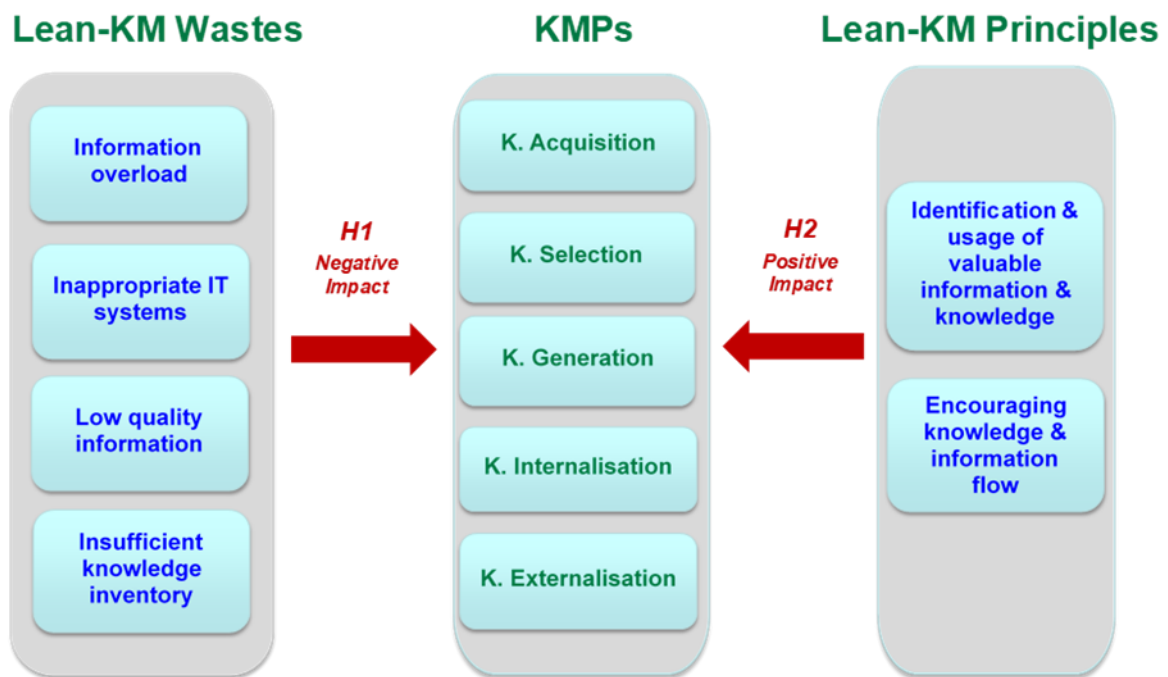 Lean-KM Wastes
Information
overload
Inappropriate IT
systems
Low quality
information
Insufficient
knowledge
inventory
H1
Negative
Impact
KMPs
K. Acquisition
K. Selection
K. Generation
K. Internalisation
K. Externalisation
H2
Positive
Impact
Lean-KM Principles
Identification &
usage of
valuable
information &
knowledge
Encouraging
knowledge &
information
flow